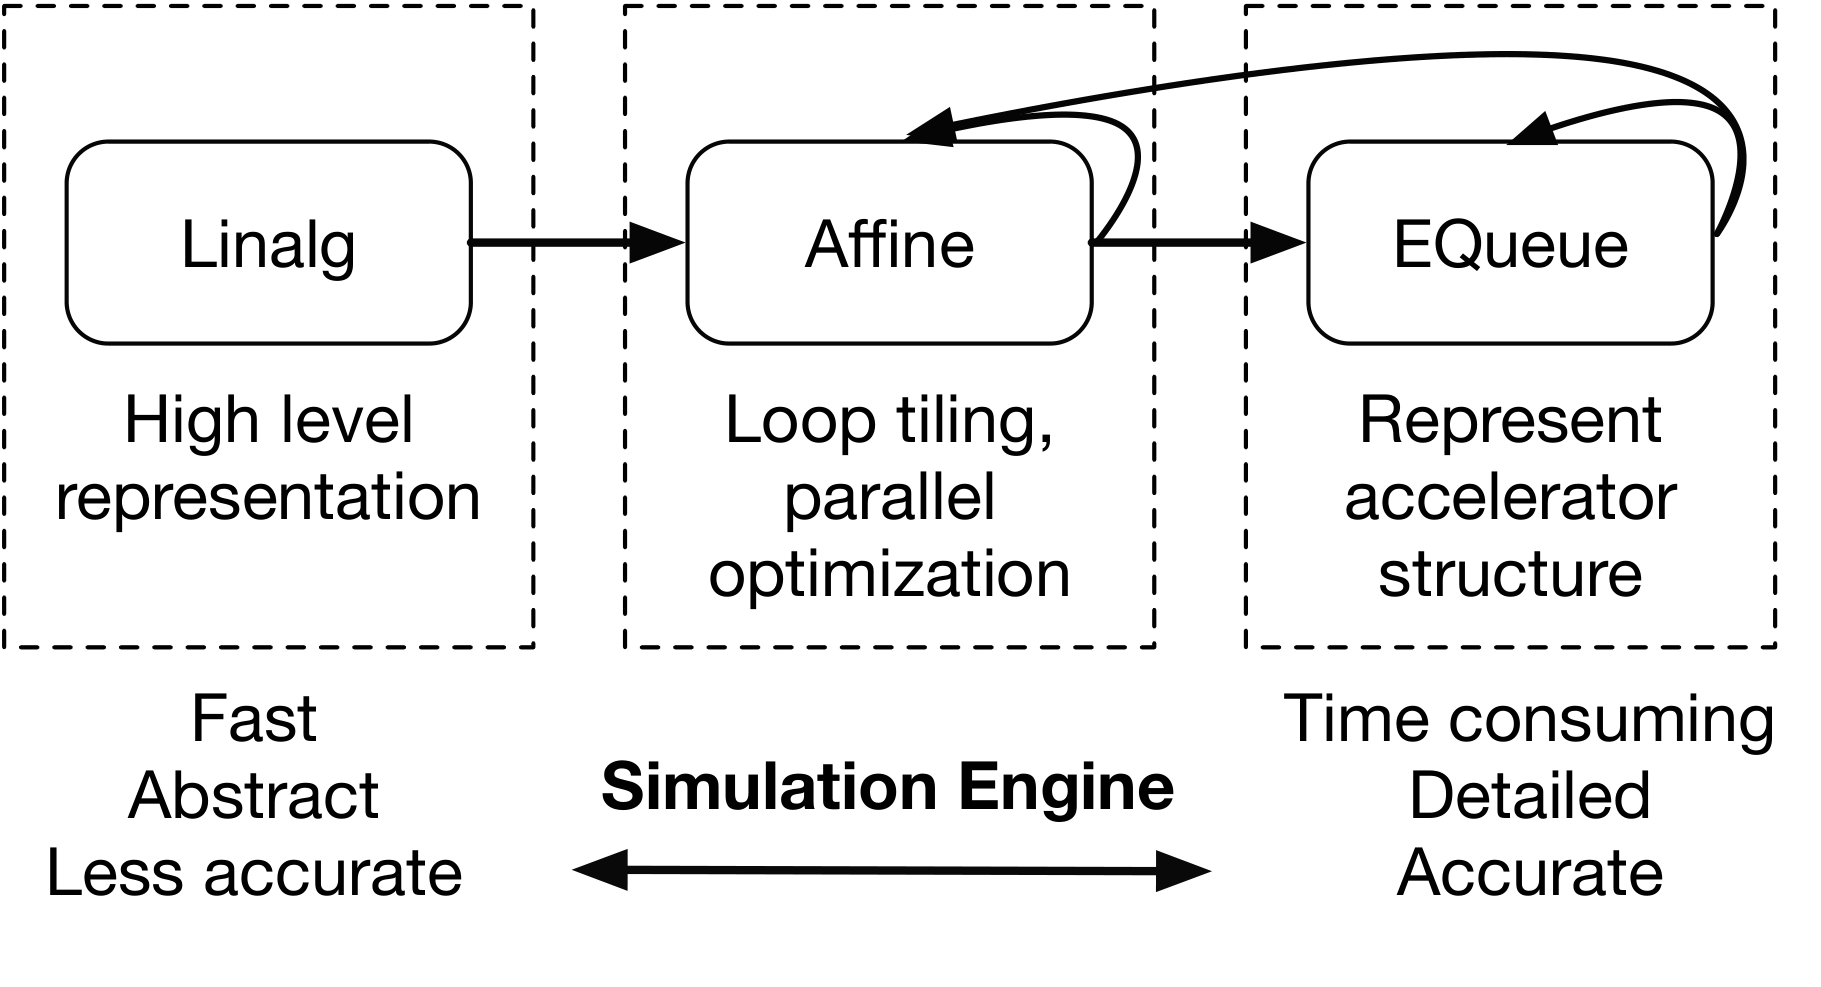 Linalg
High level
representation
Affine
Loop tiling,
parallel
optimization
EQueue
Represent
accelerator
structure
Fast
Abstract
Less accurate
Simulation Engine
Time consuming
Detailed
Accurate